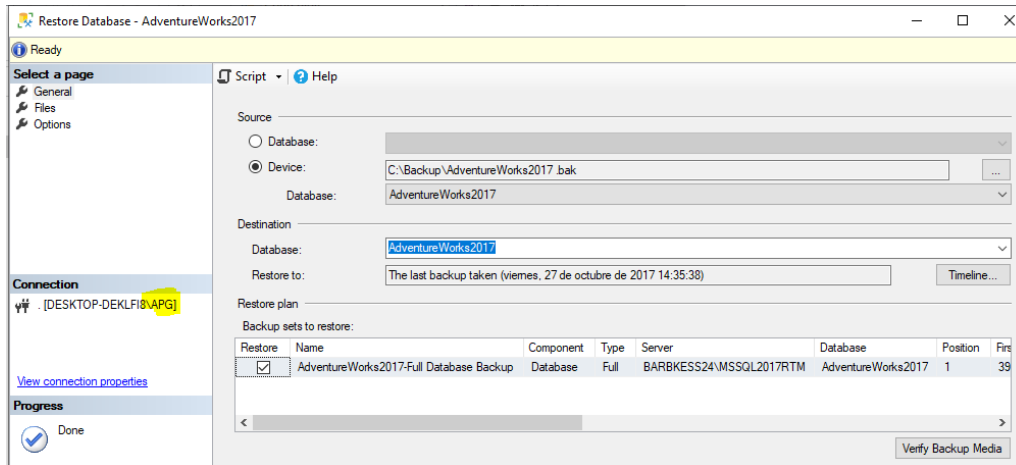 Restore Database - AdventureWorks2017
Ready
Select a page
General
Files
Options
Script
Help
Source
Database:
Device:
C:\Backup\AdventureWorks2017 .bak
...
Database:
AdventureWorks2017
Destination
Database:
AdventureWorks2017
Restore to:
The last backup taken (viernes, 27 de octubre de 2017 14:35:38)
Timeline...
Restore plan
Backup sets to restore:
Restore Name Component Type Server Database Position Firs
AdventureWorks2017-Full Database Backup Database Full BARBKESS24\MSSQL2017RTM AdventureWorks2017 1 39
Verify Backup Media
Connection
. [DESKTOP-DEKLFI8\APG]
View connection properties
Progress
Done